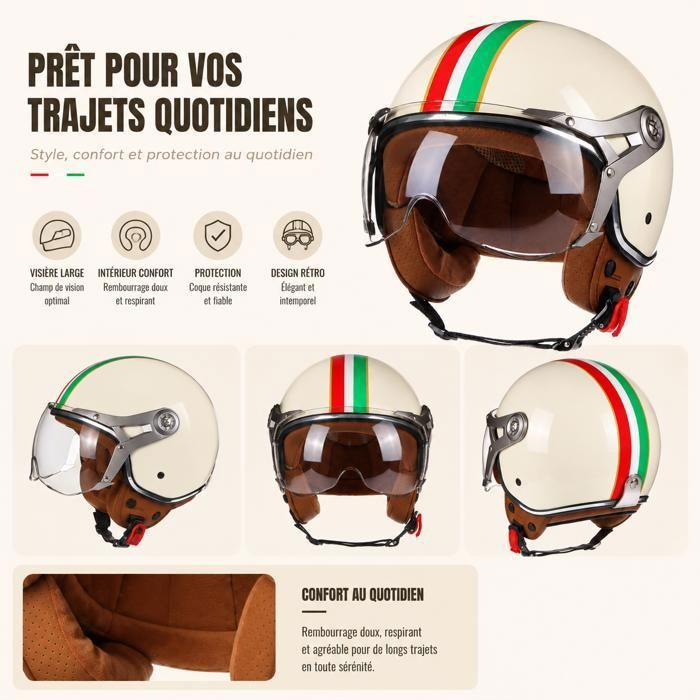 PRÊT POUR VOS
TRAJETS QUOTIDIENS
Style, confort et protection au quotidien
VISIÈRE LARGE
Champ de vision
optimal
INTÉRIEUR CONFORT
Rembourrage doux
et respirant
PROTECTION
Coque résistante
et fiable
DESIGN RÉTRO
Élégant et
intemporel
CONFORT AU QUOTIDIEN
Rembourrage doux, respirant
et agréable pour de longs trajets
en toute sérénité.